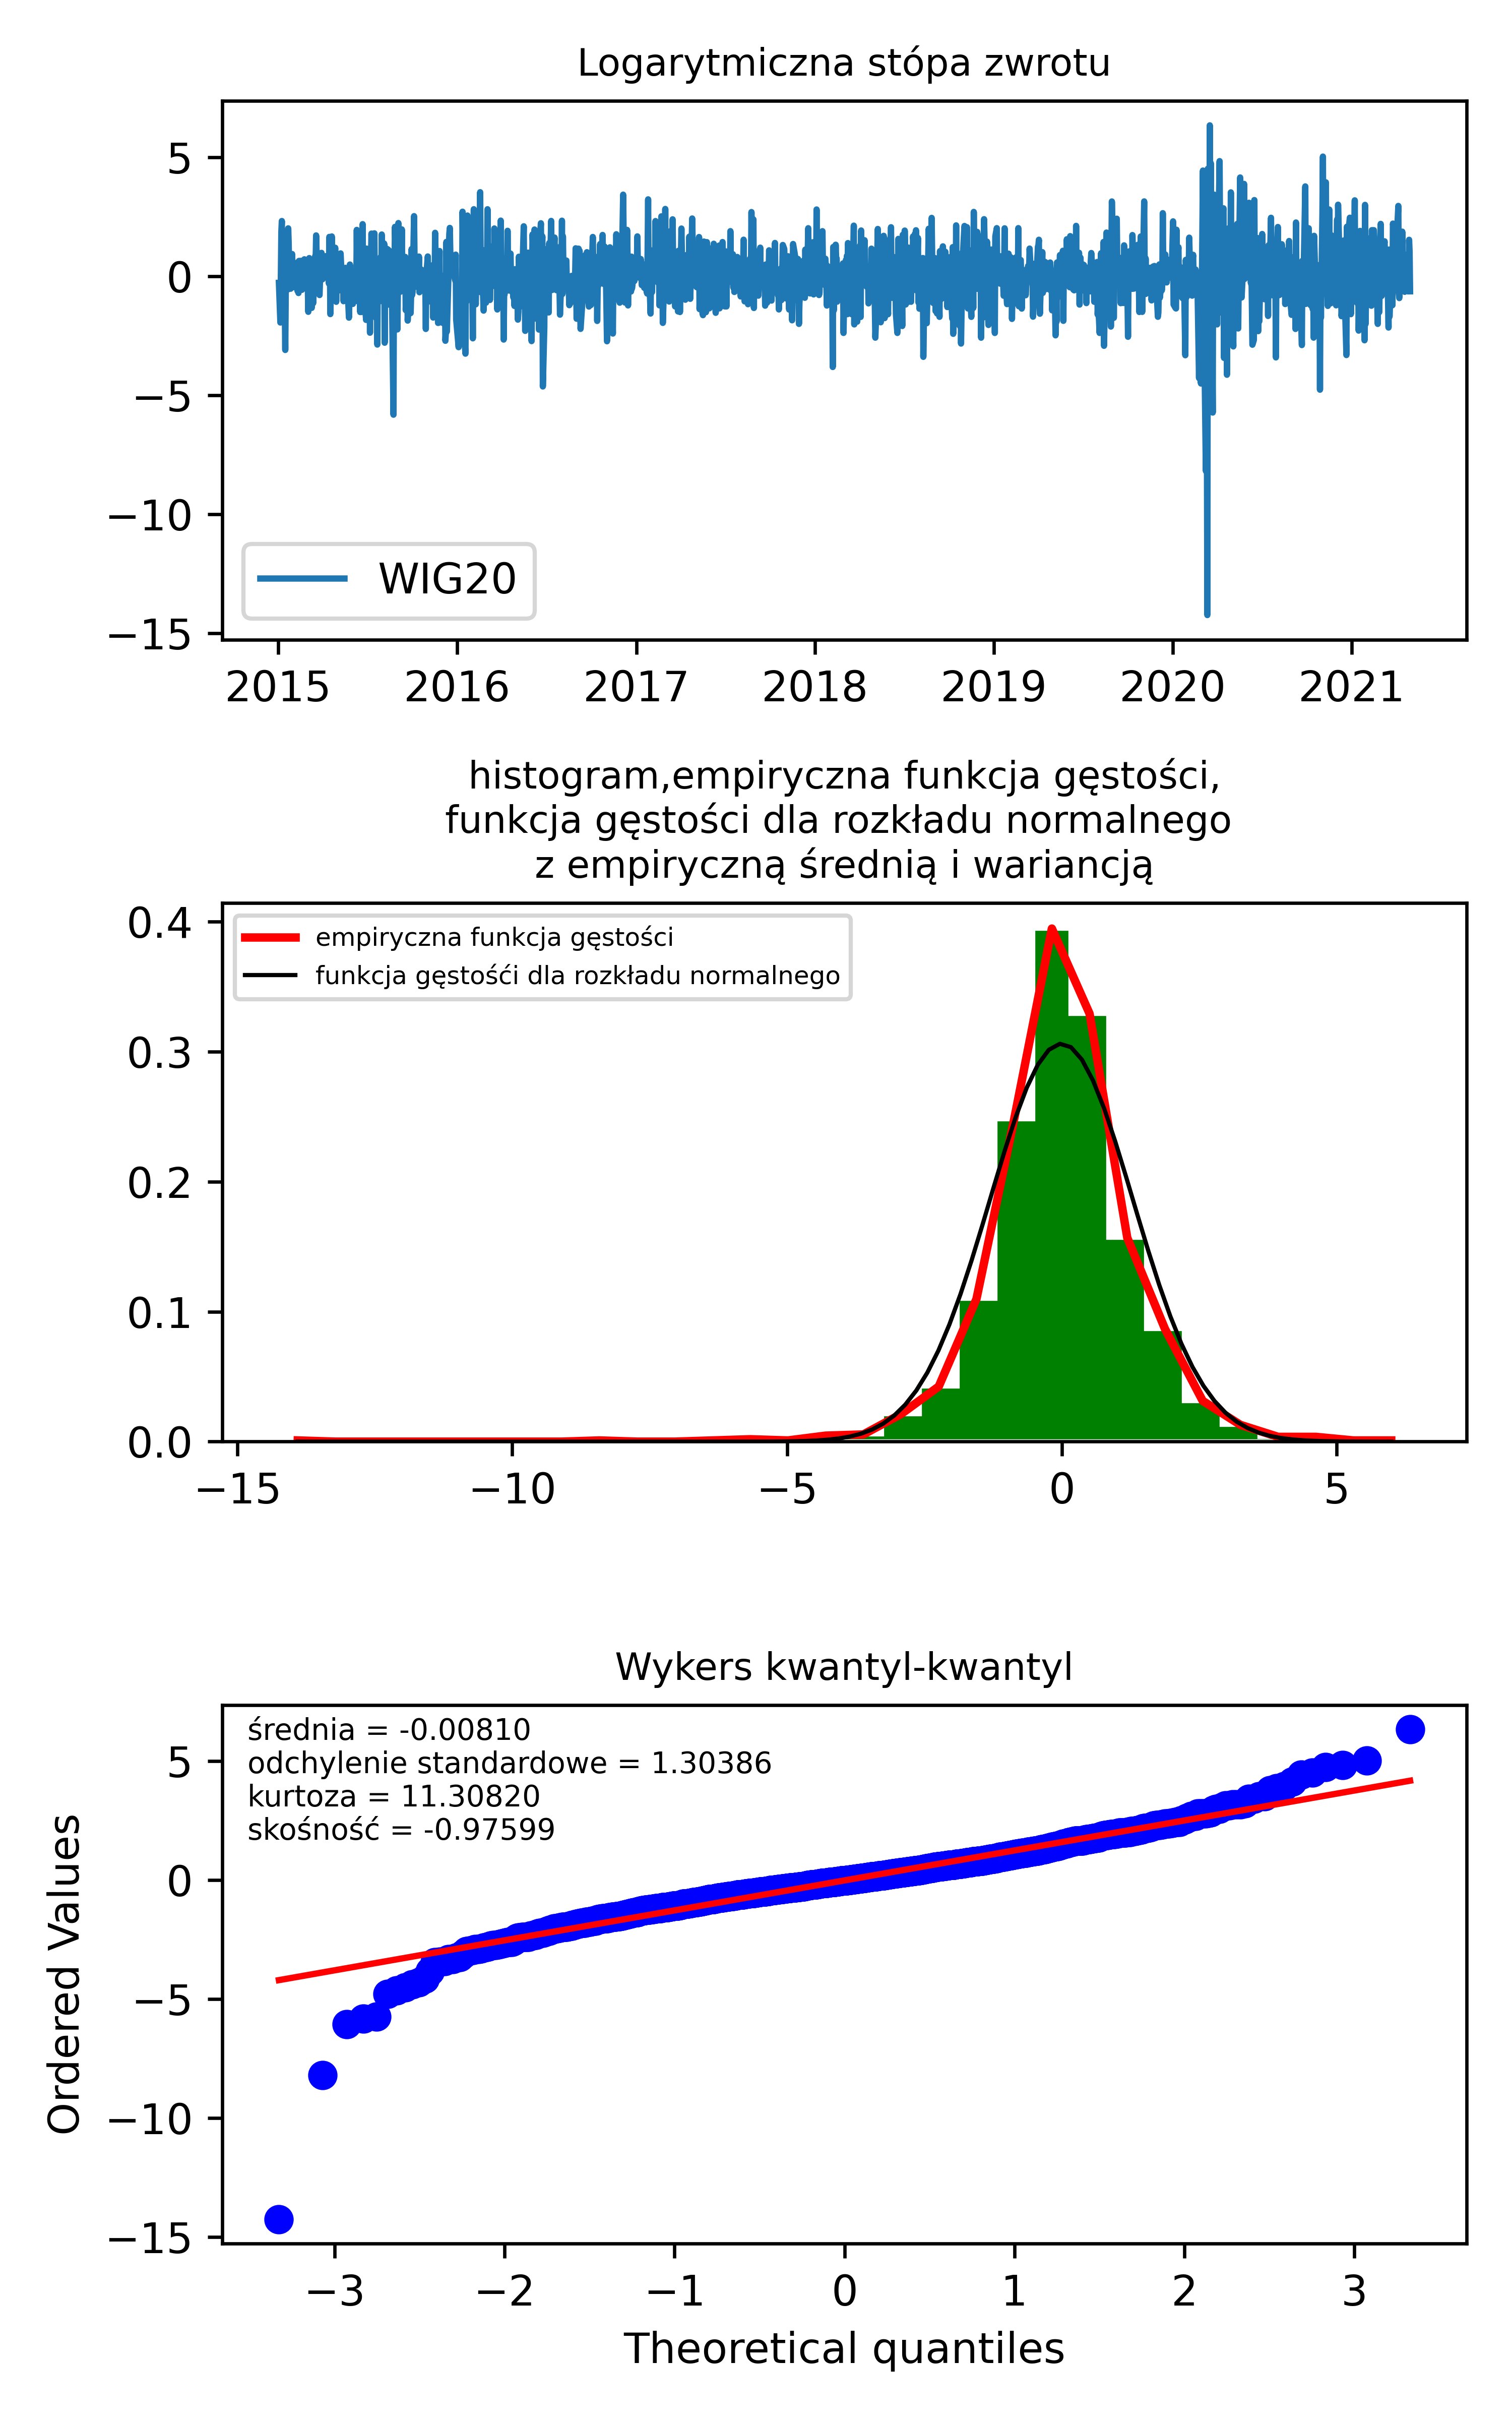 Logarytmiczna stópa zwrotu
5
0
−5
−10
−15
WIG20
2015 2016 2017 2018 2019 2020 2021
histogram,empiryczna funkcja gęstości,
funkcja gęstości dla rozkładu normalnego
z empiryczną średnią i wariancją
0.4
0.3
0.2
0.1
0.0
empiryczna funkcja gęstości
funkcja gęstośći dla rozkładu normalnego
−15 −10 −5 0 5
Wykers kwantyl-kwantyl
średnia = -0.00810
odchylenie standardowe = 1.30386
kurtoza = 11.30820
skośność = -0.97599
5
0
−5
−10
−15
Ordered Values
−3 −2 −1 0 1 2 3
Theoretical quantiles